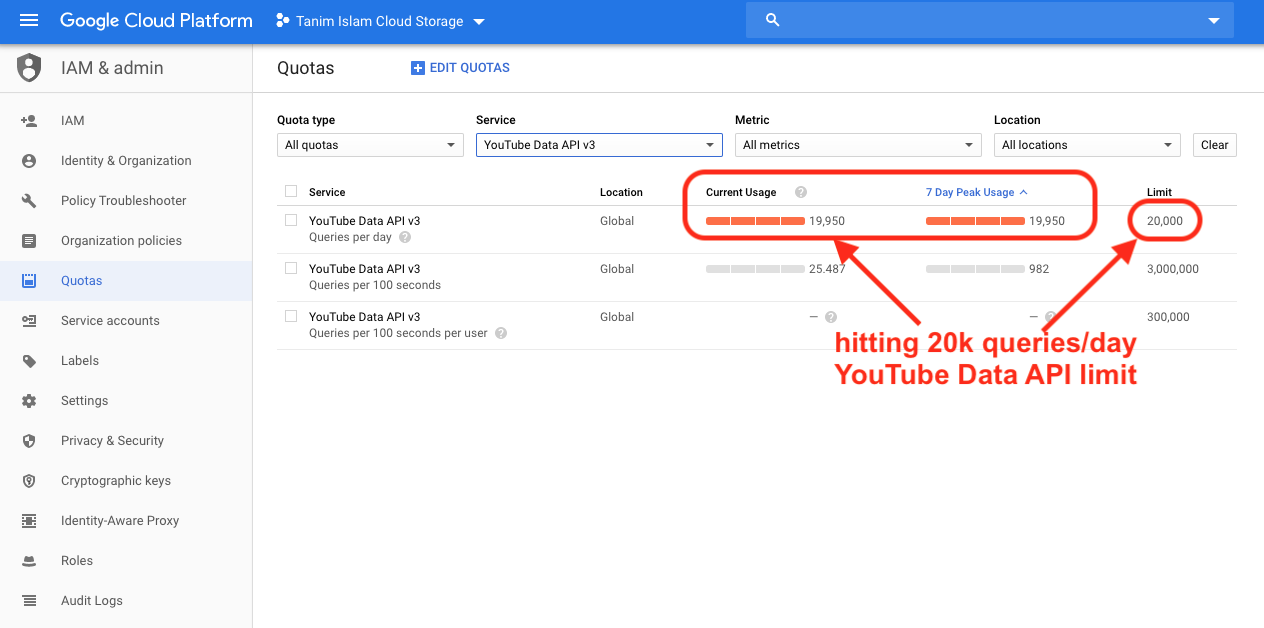 Google Cloud Platform
Tanim Islam Cloud Storage
IAM & admin
Quotas
EDIT QUOTAS
IAM
Identity & Organization
Policy Troubleshooter
Organization policies
Quotas
Service accounts
Labels
Settings
Privacy & Security
Cryptographic keys
Identity-Aware Proxy
Roles
Audit Logs
Quota type Service Metric Location
All quotas YouTube Data API v3 All metrics All locations Clear
Service Location Current Usage ? 7 Day Peak Usage Limit
YouTube Data API v3 Global 19,950 19,950 20,000
Queries per day ?
YouTube Data API v3 Global 25.487 982 3,000,000
Queries per 100 seconds
YouTube Data API v3 Global — ? — ? 300,000
Queries per 100 seconds per user ?
hitting 20k queries/day
YouTube Data API limit